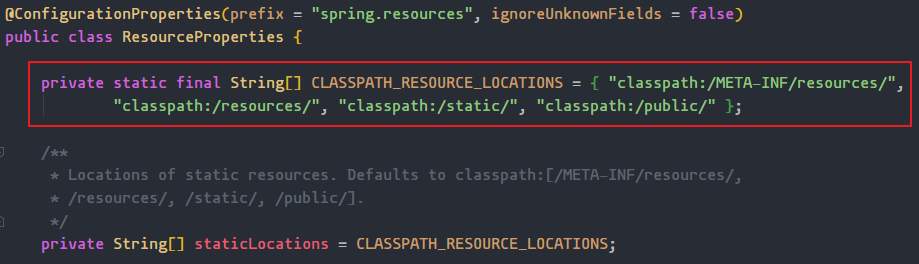 @ConfigurationProperties(prefix = "spring.resources", ignoreUnknownFields = false)
public class ResourceProperties {
private static final String[] CLASSPATH_RESOURCE_LOCATIONS = { "classpath:/META-INF/resources/",
"classpath:/resources/", "classpath:/static/", "classpath:/public/" };
/**
* Locations of static resources. Defaults to classpath:[/META-INF/resources/,
* /resources/, /static/, /public/].
*/
private String[] staticLocations = CLASSPATH_RESOURCE_LOCATIONS;